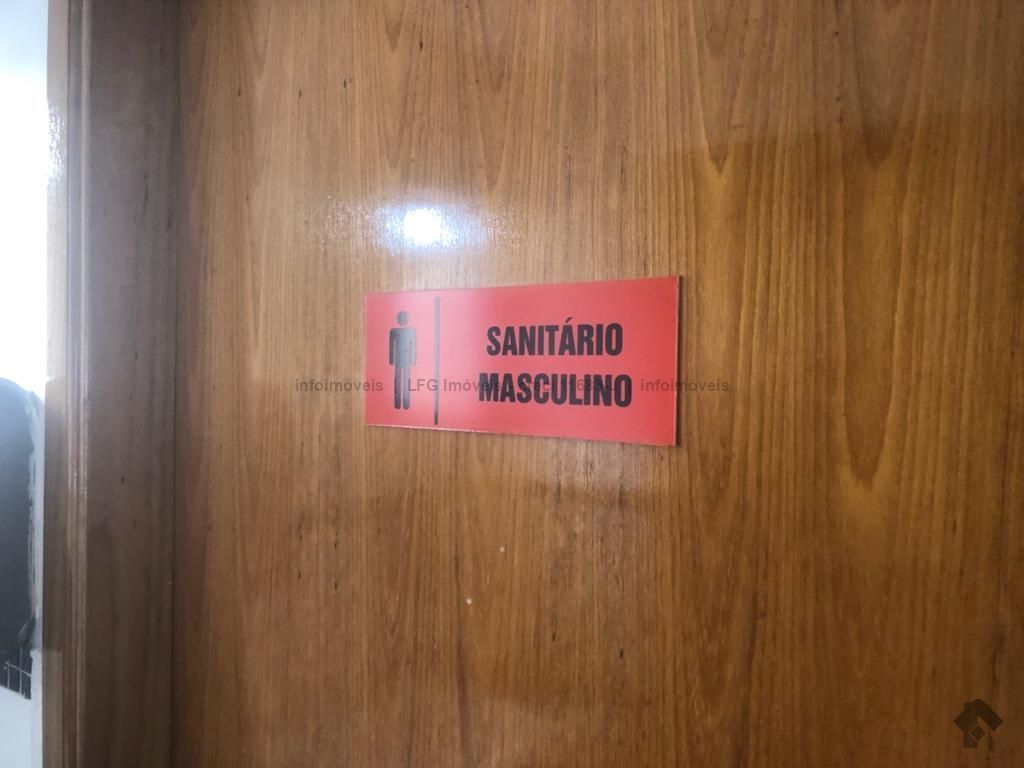 SANITÁRIO
MASCULINO
infoimóveis | LFG Imóveis infoimóveis